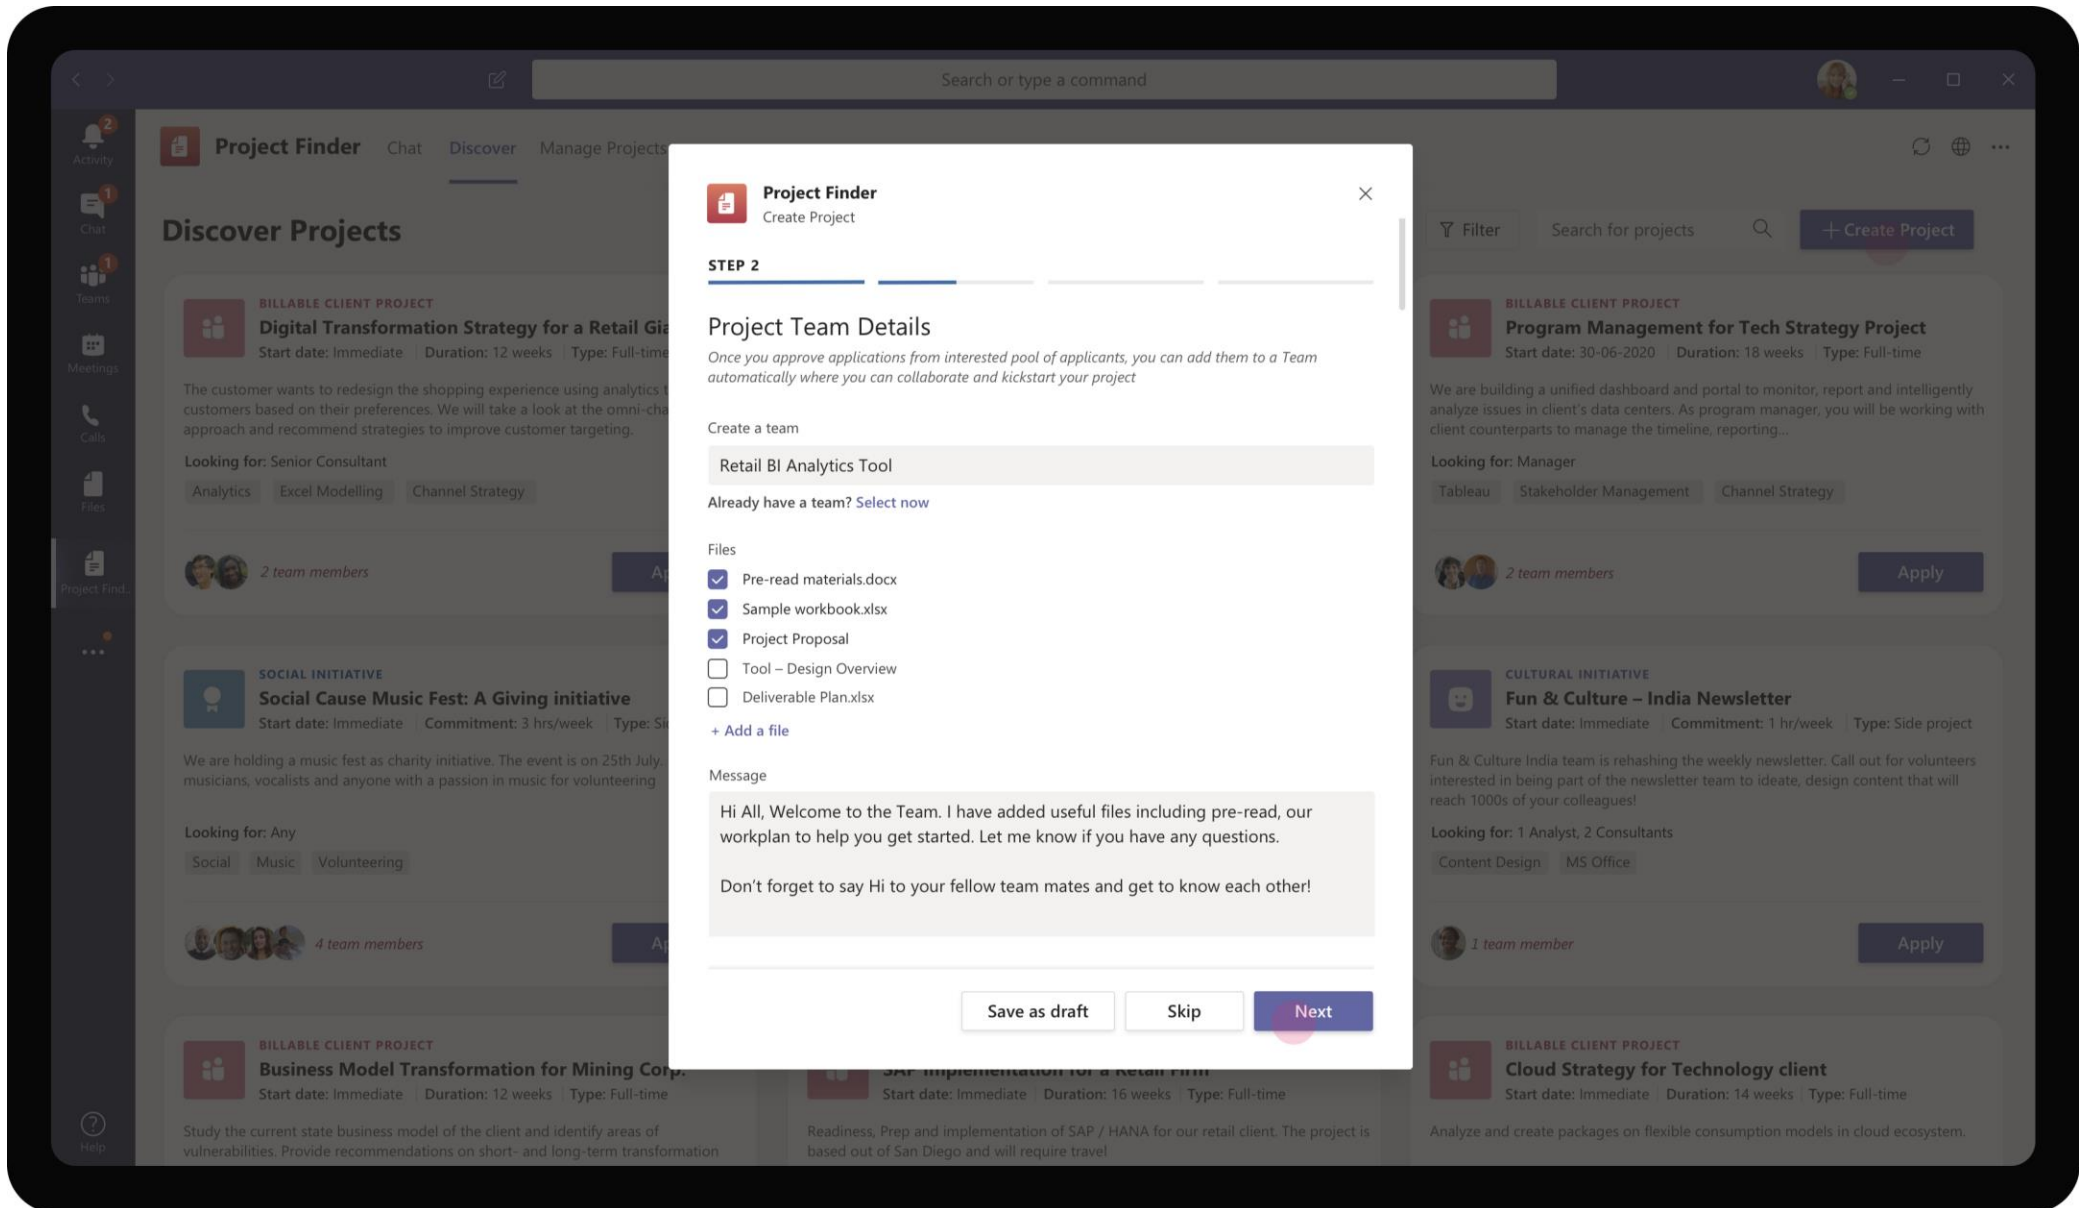 Search or type a command
2
Activity
1
Chat
1
Teams
Meetings
Calls
Files
Project Find..
Help
Project Finder
Chat
Discover
Manage Projects
Discover Projects
Filter
Search for projects
+ Create Project
BILLABLE CLIENT PROJECT
Digital Transformation Strategy for a Retail Gia
Start date: Immediate Duration: 12 weeks Type: Full-time
The customer wants to redesign the shopping experience using analytics t
customers based on their preferences. We will take a look at the omni-cha
approach and recommend strategies to improve customer targeting.
Looking for: Senior Consultant
Analytics Excel Modelling Channel Strategy
2 team members
Ap
BILLABLE CLIENT PROJECT
Program Management for Tech Strategy Project
Start date: 30-06-2020 Duration: 18 weeks Type: Full-time
We are building a unified dashboard and portal to monitor, report and intelligently
analyze issues in client's data centers. As program manager, you will be working with
client counterparts to manage the timeline, reporting...
Looking for: Manager
Tableau Stakeholder Management Channel Strategy
2 team members
Apply
SOCIAL INITIATIVE
Social Cause Music Fest: A Giving initiative
Start date: Immediate Commitment: 3 hrs/week Type: Si
We are holding a music fest as charity initiative. The event is on 25th July.
musicians, vocalists and anyone with a passion in music for volunteering
Looking for: Any
Social Music Volunteering
4 team members
Ap
CULTURAL INITIATIVE
Fun & Culture – India Newsletter
Start date: Immediate Commitment: 1 hr/week Type: Side project
Fun & Culture India team is rehashing the weekly newsletter. Call out for volunteers
interested in being part of the newsletter team to ideate, design content that will
reach 1000s of your colleagues!
Looking for: 1 Analyst, 2 Consultants
Content Design MS Office
1 team member
Apply
BILLABLE CLIENT PROJECT
Business Model Transformation for Mining Corp.
Start date: Immediate Duration: 12 weeks Type: Full-time
Study the current state business model of the client and identify areas of
vulnerabilities. Provide recommendations on short- and long-term transformation
SAP Implementation for a Retail Firm
Start date: Immediate Duration: 16 weeks Type: Full-time
Readiness, Prep and implementation of SAP / HANA for our retail client. The project is
based out of San Diego and will require travel
BILLABLE CLIENT PROJECT
Cloud Strategy for Technology client
Start date: Immediate Duration: 14 weeks Type: Full-time
Analyze and create packages on flexible consumption models in cloud ecosystem.
Project Finder
Create Project
STEP 2
Project Team Details
Once you approve applications from interested pool of applicants, you can add them to a Team
automatically where you can collaborate and kickstart your project
Create a team
Retail BI Analytics Tool
Already have a team? Select now
Files
Pre-read materials.docx
Sample workbook.xlsx
Project Proposal
Tool – Design Overview
Deliverable Plan.xlsx
+ Add a file
Message
Hi All, Welcome to the Team. I have added useful files including pre-read, our
workplan to help you get started. Let me know if you have any questions.
Don't forget to say Hi to your fellow team mates and get to know each other!
Save as draft
Skip
Next